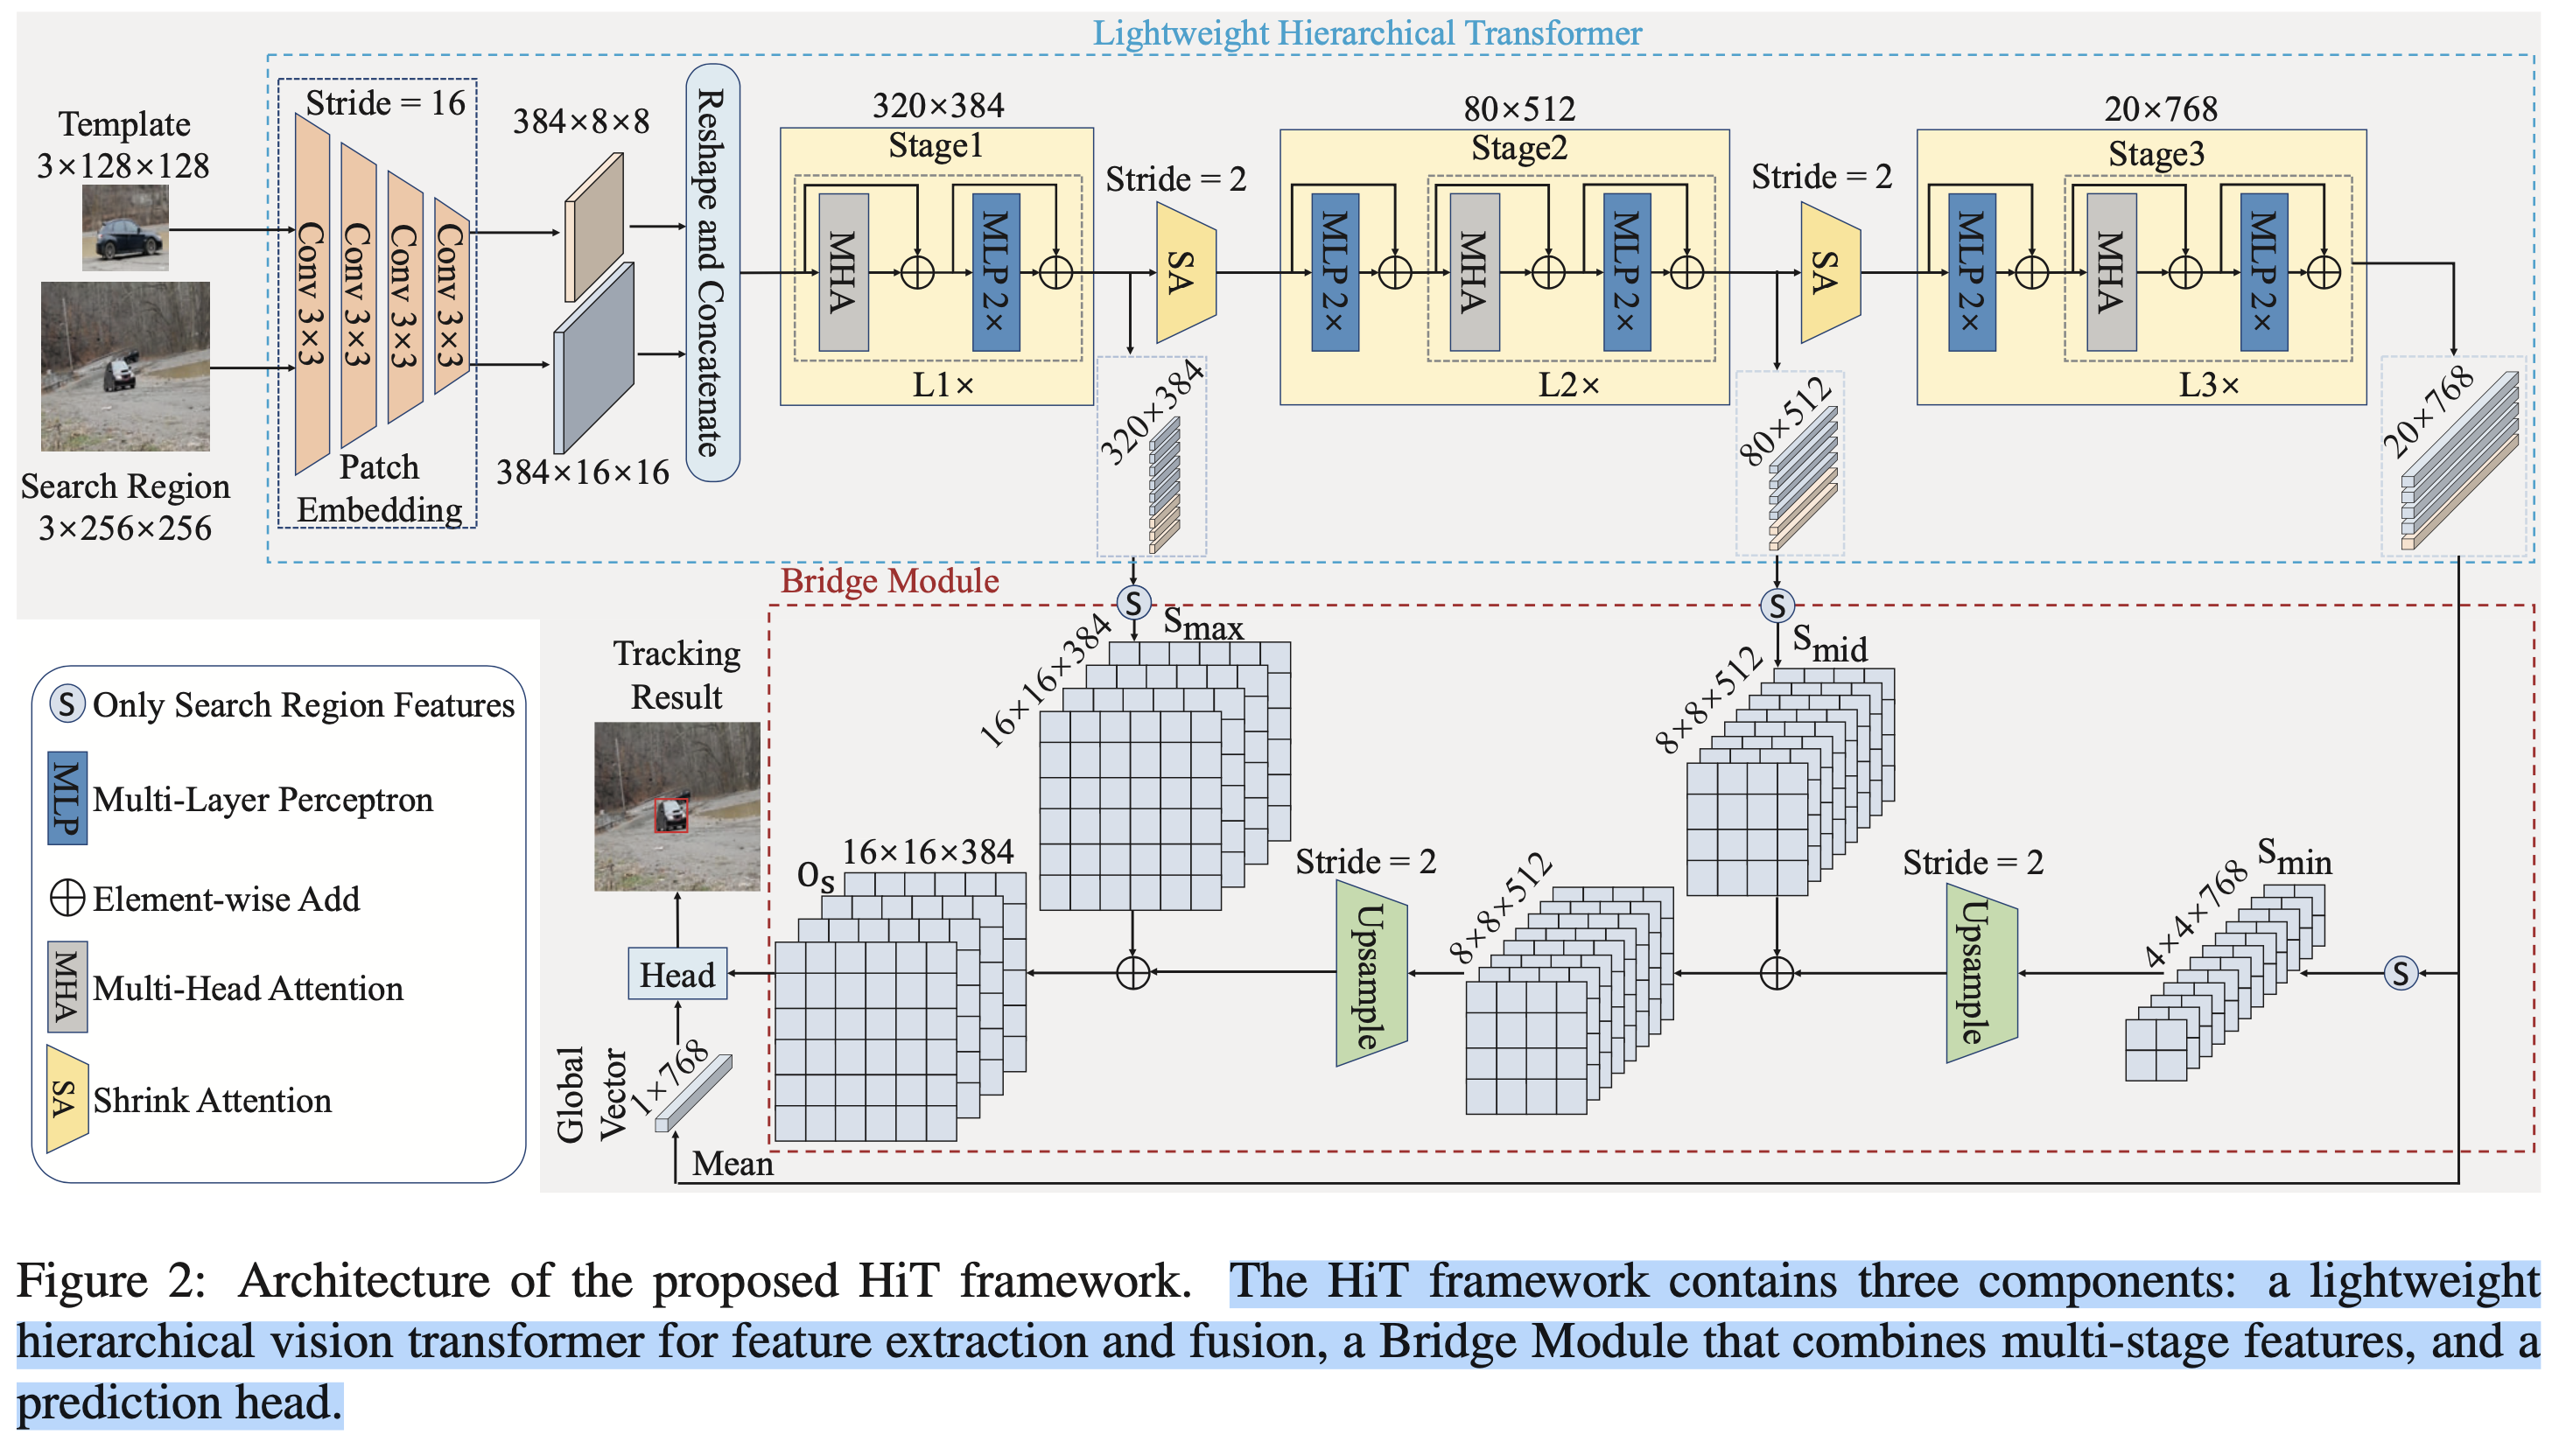 Lightweight Hierarchical Transformer
Template
3×128×128
Search Region
3×256×256
Stride = 16
Conv 3×3
Conv 3×3
Conv 3×3
Conv 3×3
Patch
Embedding
384×8×8
384×16×16
Reshape and Concatenate
320×384
Stage1
MHA
MLP 2×
L1×
Stride = 2
SA
320×384
80×512
Stage2
MLP 2×
MHA
MLP 2×
L2×
Stride = 2
SA
80×512
20×768
Stage3
MLP 2×
MHA
MLP 2×
L3×
20×768
Bridge Module
S
S
Smax
16×16×384
Smid
8×8×512
Smin
4×4×768
S
Stride = 2
Upsample
8×8×512
Stride = 2
Upsample
16×16×384
Os
Tracking
Result
Head
Global
Vector
1×768
Mean
S Only Search Region Features
MLP Multi-Layer Perceptron
Element-wise Add
MHA Multi-Head Attention
SA Shrink Attention
Figure 2: Architecture of the proposed HiT framework. The HiT framework contains three components: a lightweight
hierarchical vision transformer for feature extraction and fusion, a Bridge Module that combines multi-stage features, and a
prediction head.